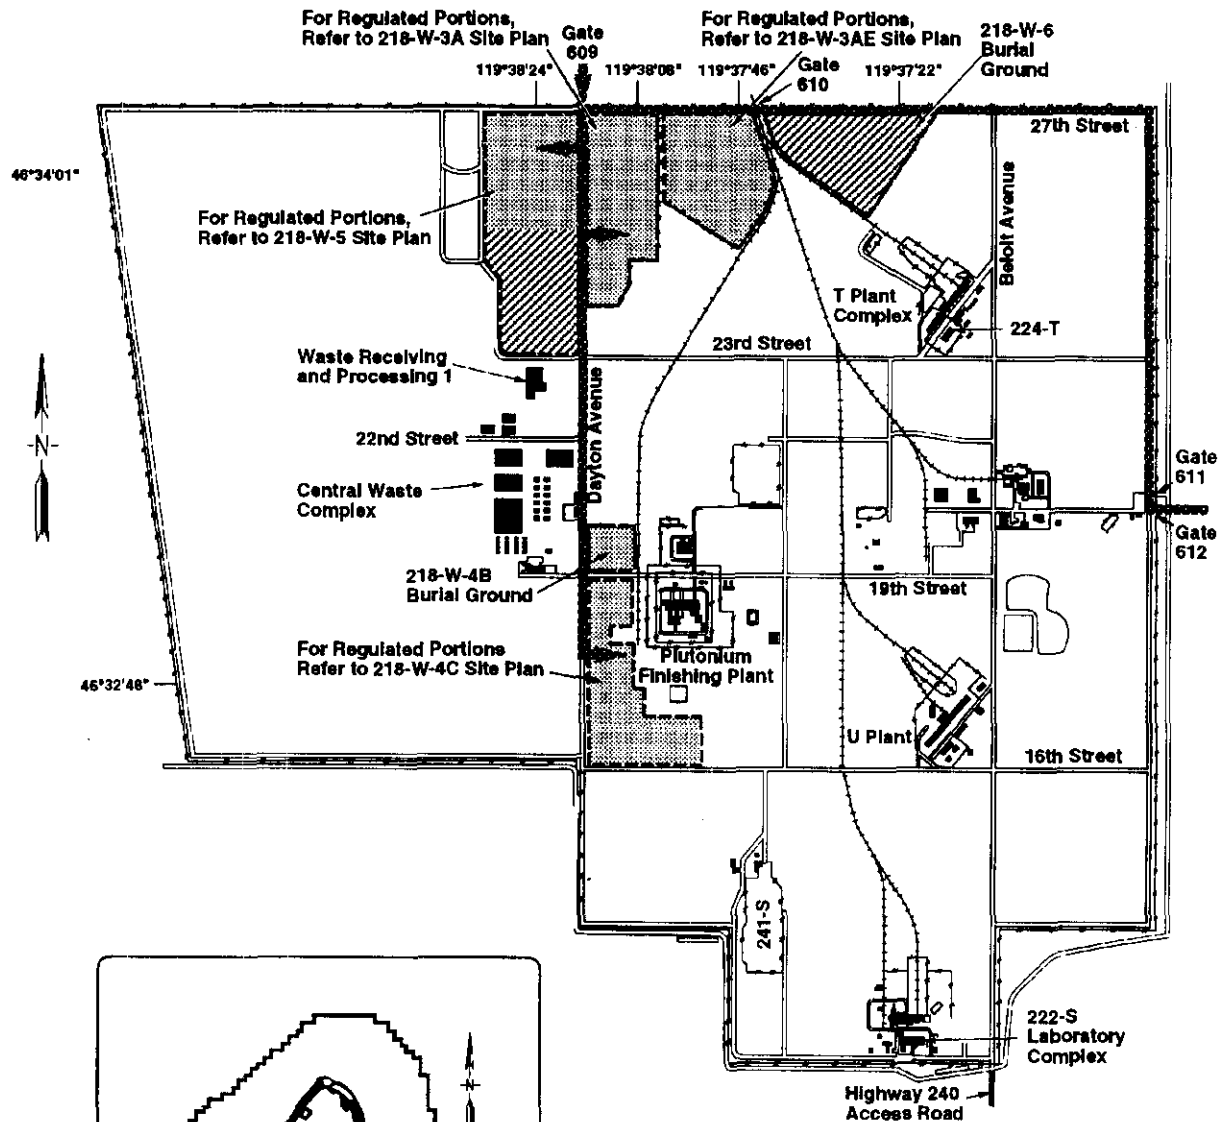 For Regulated Portions,
Refer to 218-W-3A Site Plan
Gate
609
For Regulated Portions,
Refer to 218-W-3AE Site Plan
Gate
610
218-W-6
Burial
Ground
119°38'24"
119°38'08"
119°37'46"
119°37'22"
27th Street
46°34'01"
Beloit Avenue
For Regulated Portions,
Refer to 218-W-5 Site Plan
T Plant
Complex
224-T
23rd Street
Waste Receiving
and Processing 1
Dayton Avenue
22nd Street
N
Central Waste
Complex
Gate
611
Gate
612
218-W-4B
Burial Ground
19th Street
For Regulated Portions
Refer to 218-W-4C Site Plan
Plutonium
Finishing Plant
46°32'46"
U Plant
16th Street
241-S
222-S
Laboratory
Complex
N
Highway 240
Access Road